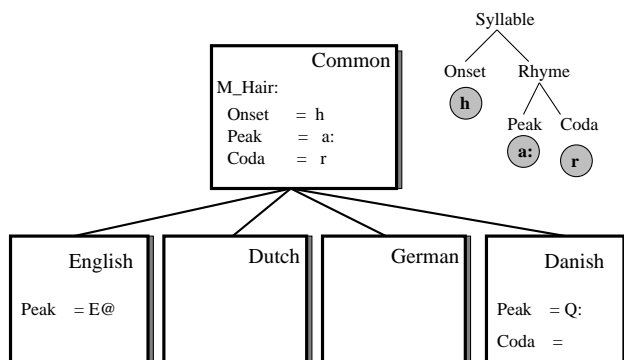 Syllable
Common
Onset Rhyme
M_Hair:
h
Onset = h
Peak = a:
Coda = r
Peak Coda
a: r
English
Dutch
German
Danish
Peak = E@
Peak = Q:
Coda =